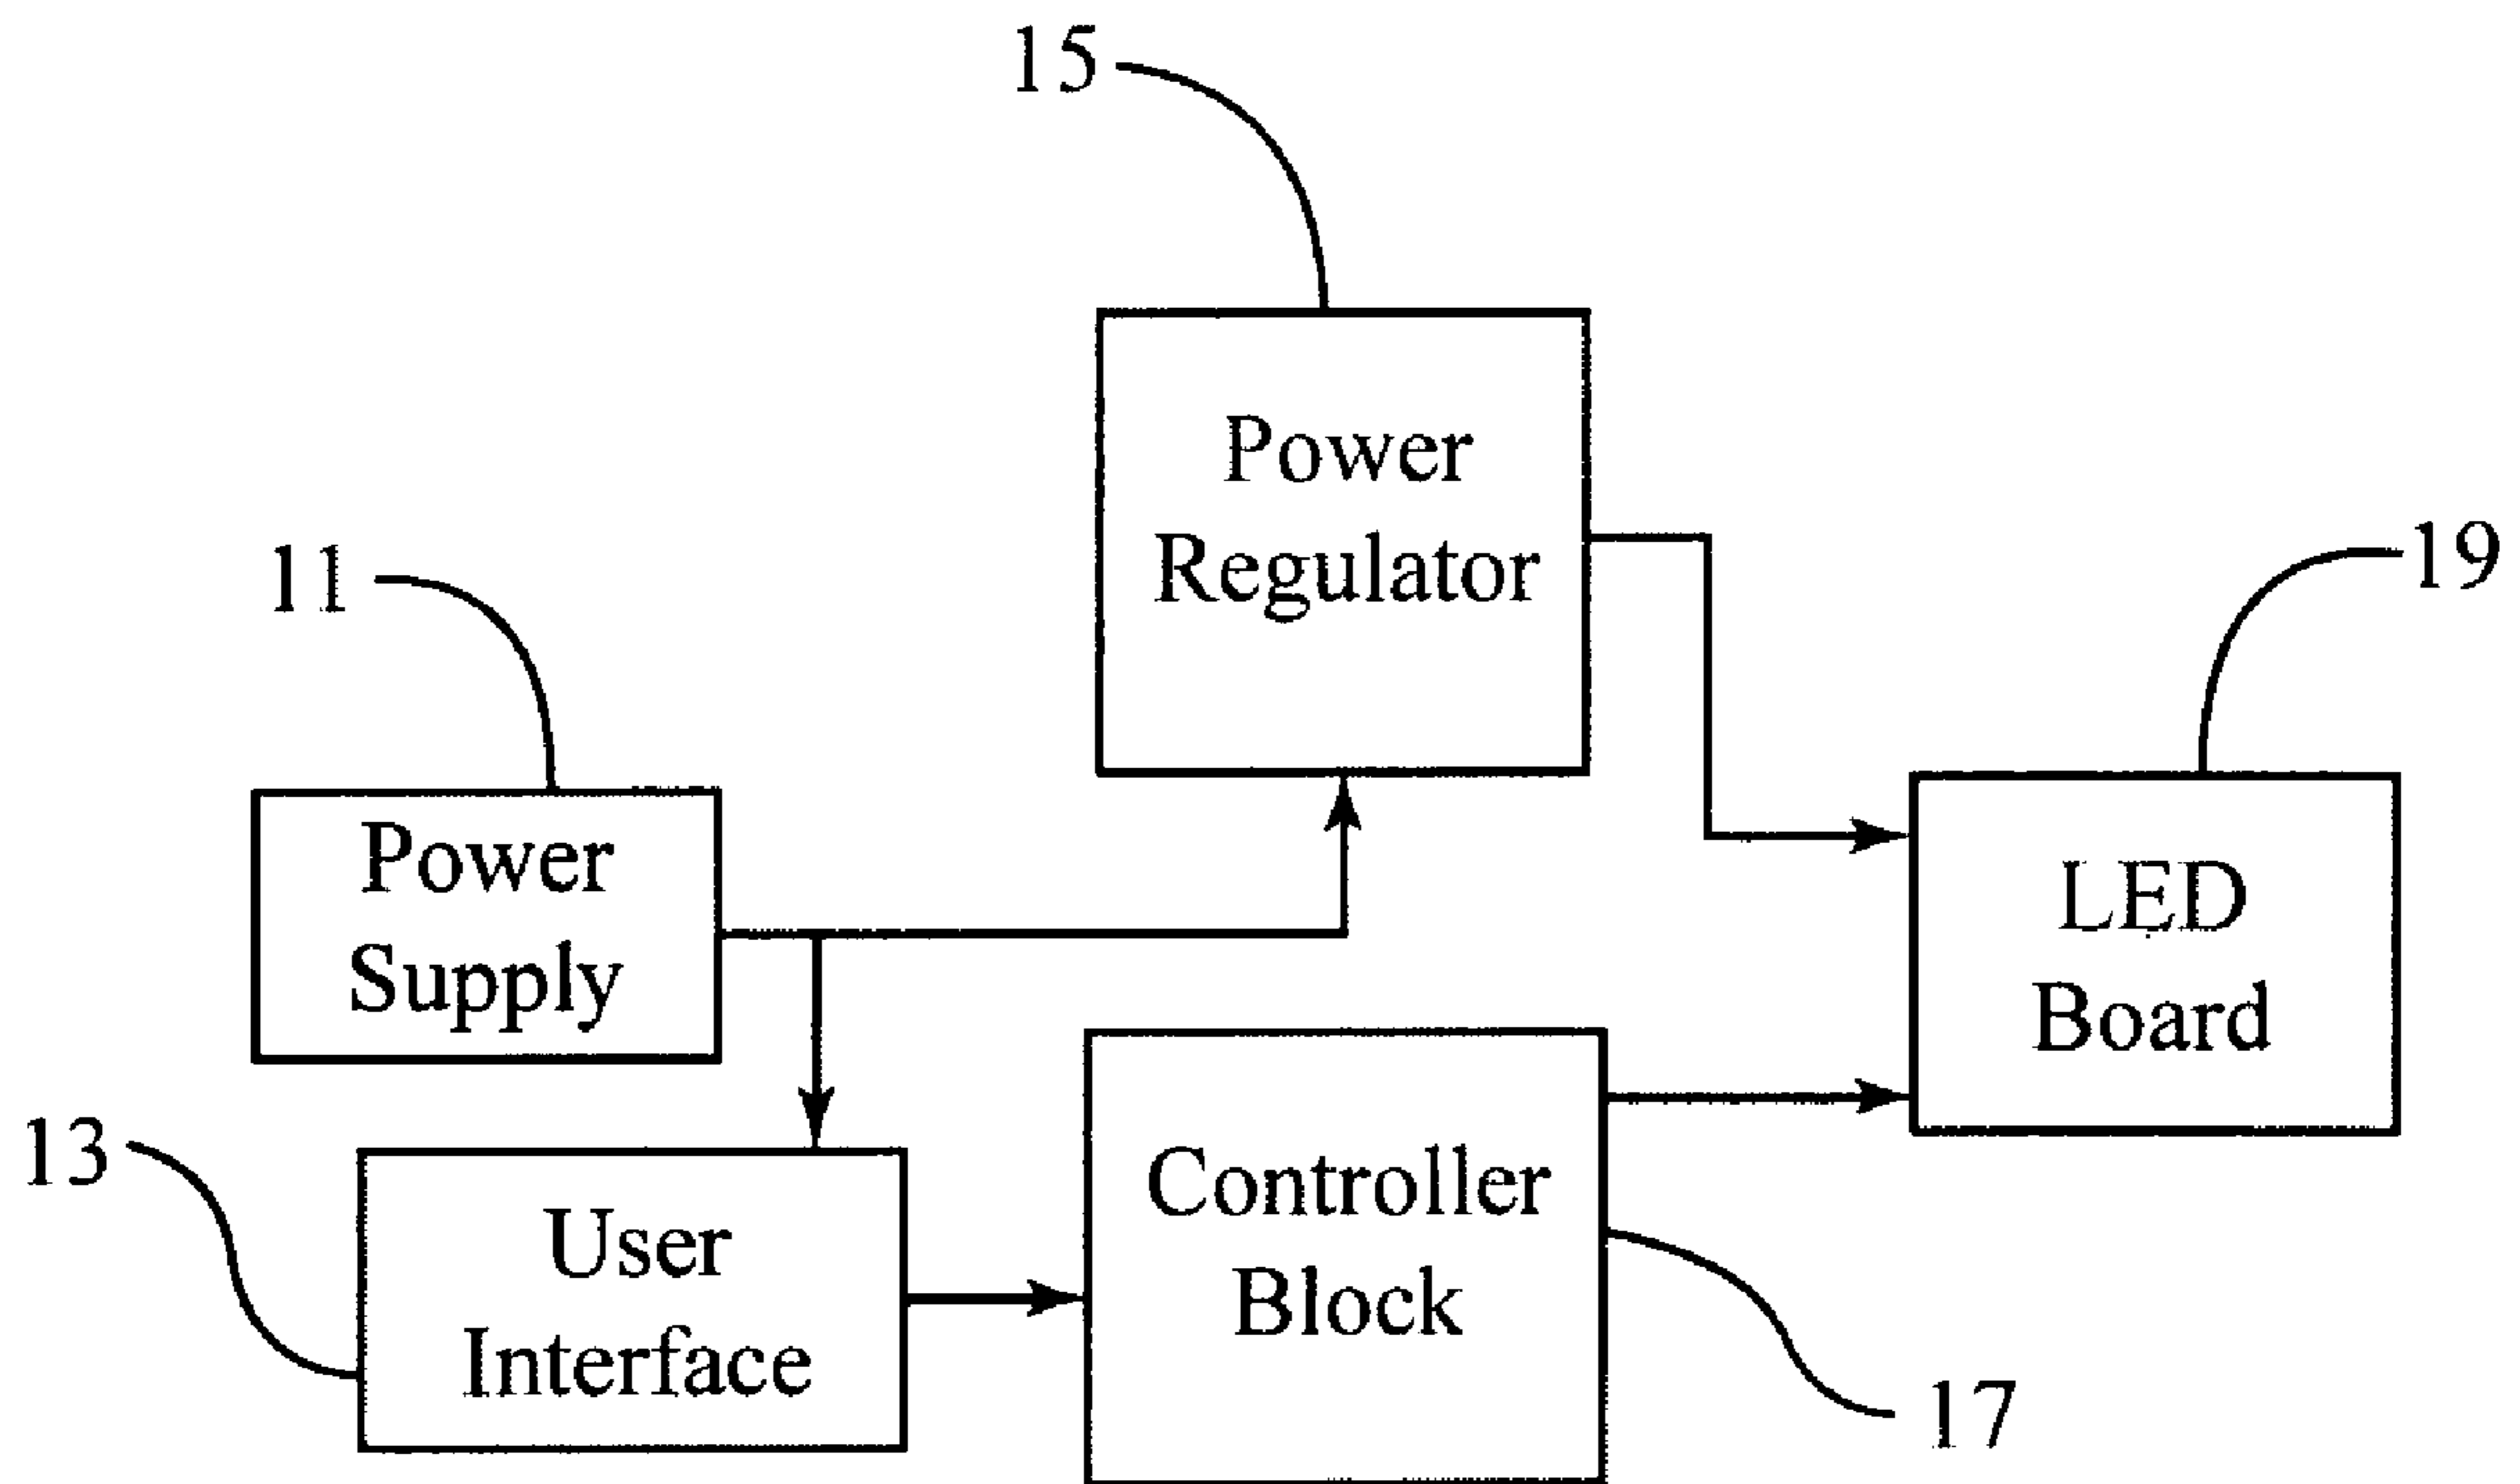 15
Power
Regulator
11
19
Power
Supply
LED
Board
13
User
Interface
Controller
Block
17